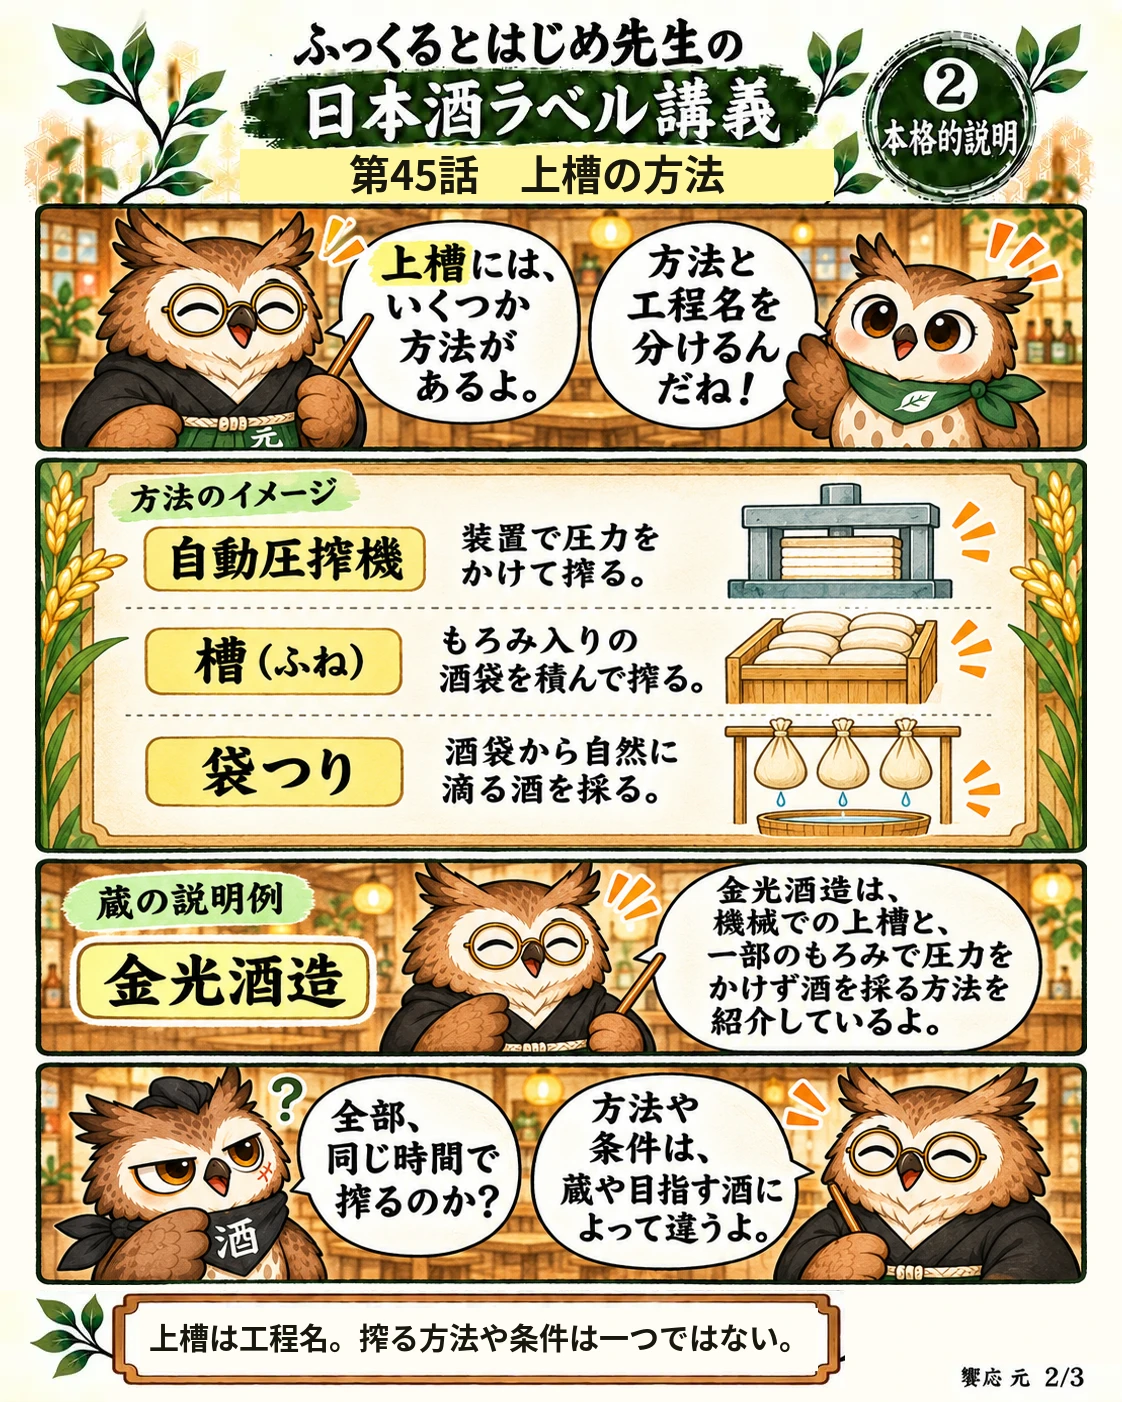 ふっくるとはじめ先生の
日本酒ラベル講義
2
本格的説明
第45話 上槽の方法
上槽には、
いくつか
方法が
あるよ。
方法と
工程名を
分けるん
だね!
元
方法のイメージ
自動圧搾機
装置で圧力を
かけて搾る。
槽(ふね)
もろみ入りの
酒袋を積んで搾る。
袋つり
酒袋から自然に
滴る酒を採る。
蔵の説明例
金光酒造
金光酒造は、
機械での上槽と、
一部のもろみで圧力を
かけず酒を採る方法を
紹介しているよ。
?
全部、
同じ時間で
搾るのか?
酒
方法や
条件は、
蔵や目指す酒に
よって違うよ。
上槽は工程名。搾る方法や条件は一つではない。
饗応 元 2/3